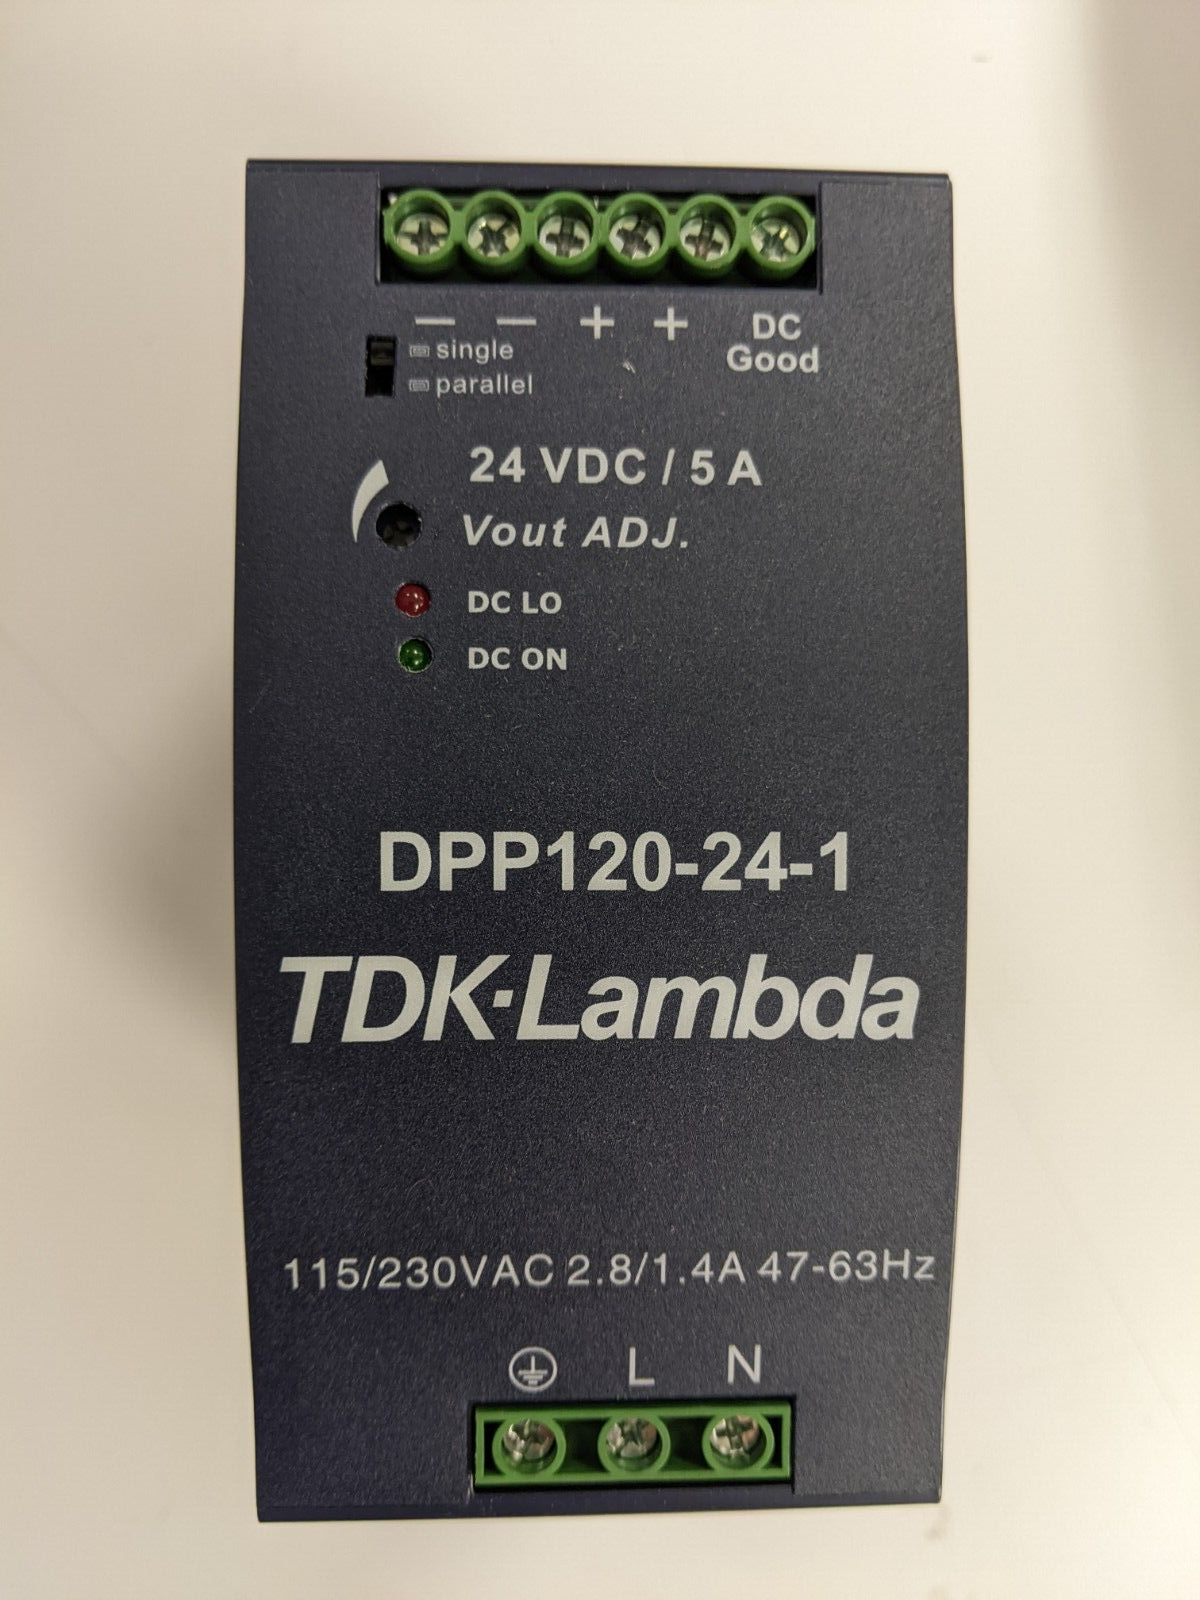 — — + + DC
Good
single
parallel
24 VDC / 5 A
Vout ADJ.
DC LO
DC ON
DPP120-24-1
TDK·Lambda
115/230VAC 2.8/1.4A 47-63Hz
L N